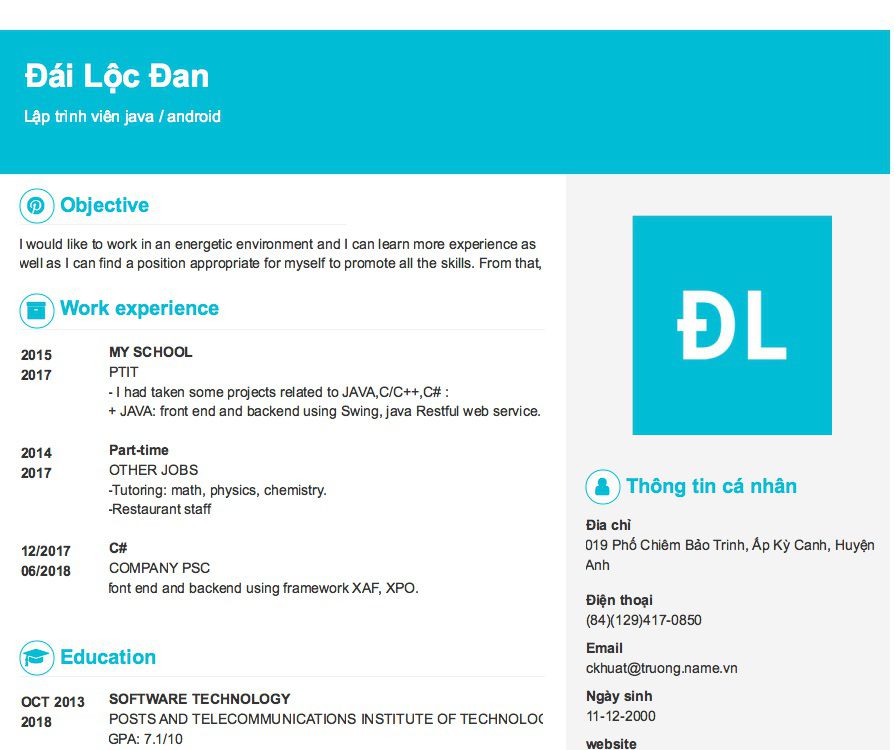 Đái Lộc Đan
Lập trình viên java / android
Objective
I would like to work in an energetic environment and I can learn more experience as
well as I can find a position appropriate for myself to promote all the skills. From that,
Work experience
2015
2017
MY SCHOOL
PTIT
- I had taken some projects related to JAVA,C/C++,C# :
+ JAVA: front end and backend using Swing, java Restful web service.
2014
2017
Part-time
OTHER JOBS
-Tutoring: math, physics, chemistry.
-Restaurant staff
12/2017
06/2018
C#
COMPANY PSC
font end and backend using framework XAF, XPO.
Education
OCT 2013
2018
SOFTWARE TECHNOLOGY
POSTS AND TELECOMMUNICATIONS INSTITUTE OF TECHNOLOG
GPA: 7.1/10
ĐL
Thông tin cá nhân
Đia chỉ
019 Phố Chiêm Bảo Trinh, Ấp Kỳ Canh, Huyện
Anh
Điện thoại
(84)(129)417-0850
Email
ckhuat@truong.name.vn
Ngày sinh
11-12-2000
website